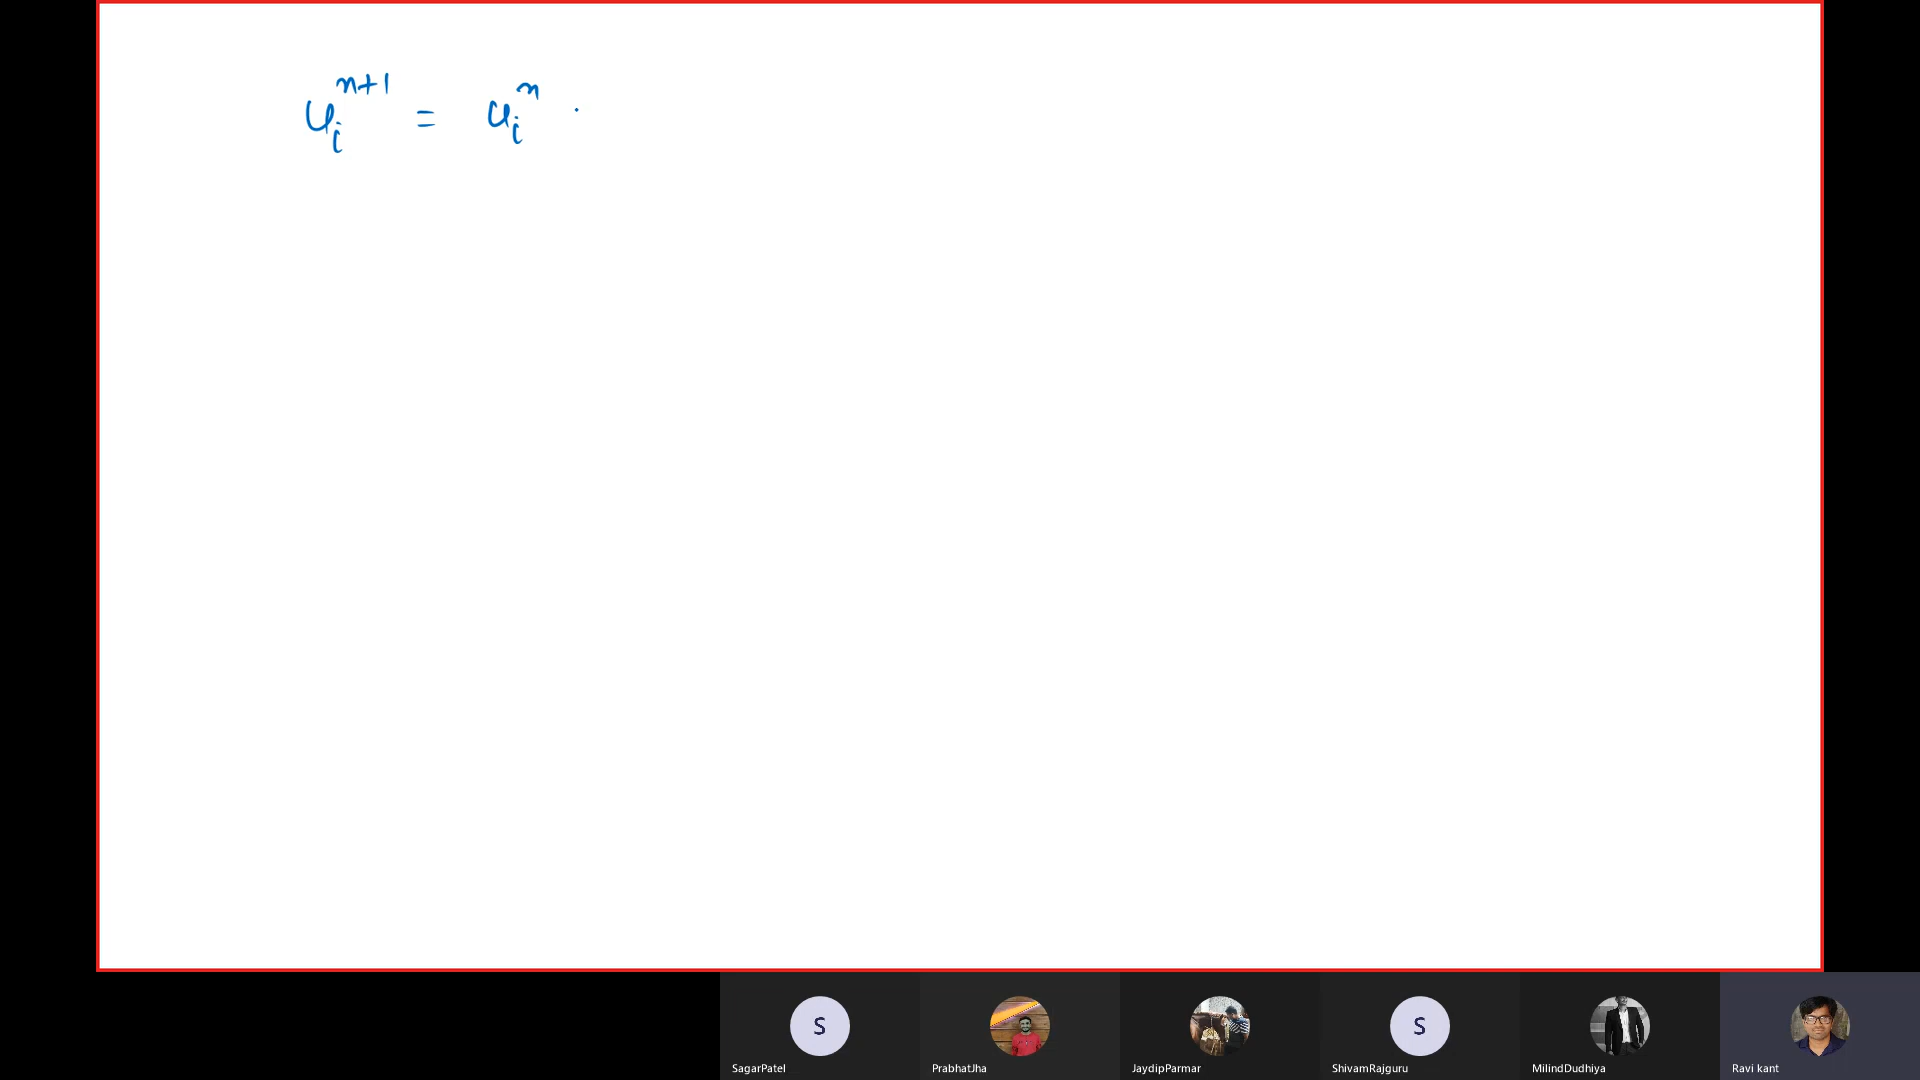 u_i^{n+1} = u_i^n
S S
SagarPatel PrabhatJha JaydipParmar ShivamRajguru MilindDudhiya Ravi kant